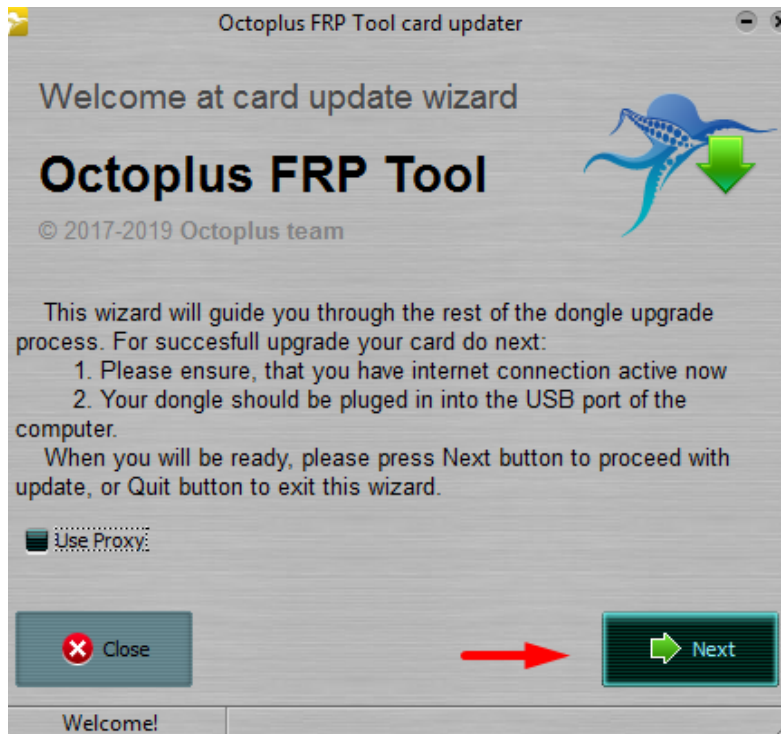 Octoplus FRP Tool card updater
Welcome at card update wizard
Octoplus FRP Tool
© 2017-2019 Octoplus team
This wizard will guide you through the rest of the dongle upgrade
process. For succesfull upgrade your card do next:
1. Please ensure, that you have internet connection active now
2. Your dongle should be pluged in into the USB port of the
computer.
When you will be ready, please press Next button to proceed with
update, or Quit button to exit this wizard.
Use Proxy
Close
Next
Welcome!